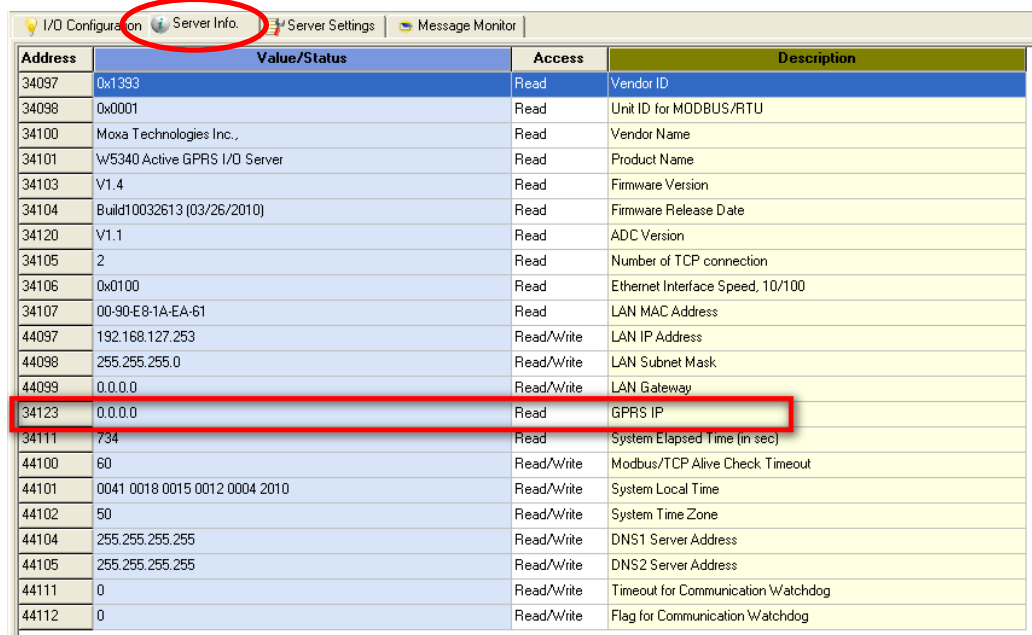 I/O Configuration Server Info. Server Settings Message Monitor
Address Value/Status Access Description
34097 0x1393 Read Vendor ID
34098 0x0001 Read Unit ID for MODBUS/RTU
34100 Moxa Technologies Inc., Read Vendor Name
34101 W5340 Active GPRS I/O Server Read Product Name
34103 V1.4 Read Firmware Version
34104 Build10032613 (03/26/2010) Read Firmware Release Date
34120 V1.1 Read ADC Version
34105 2 Read Number of TCP connection
34106 0x0100 Read Ethernet Interface Speed, 10/100
34107 00-90-E8-1A-EA-61 Read LAN MAC Address
44097 192.168.127.253 Read/Write LAN IP Address
44098 255.255.255.0 Read/Write LAN Subnet Mask
44099 0.0.0.0 Read/Write LAN Gateway
34123 0.0.0.0 Read GPRS IP
34111 734 Read System Elapsed Time (in sec)
44100 60 Read/Write Modbus/TCP Alive Check Timeout
44101 0041 0018 0015 0012 0004 2010 Read/Write System Local Time
44102 50 Read/Write System Time Zone
44104 255.255.255.255 Read/Write DNS1 Server Address
44105 255.255.255.255 Read/Write DNS2 Server Address
44111 0 Read/Write Timeout for Communication Watchdog
44112 0 Read/Write Flag for Communication Watchdog